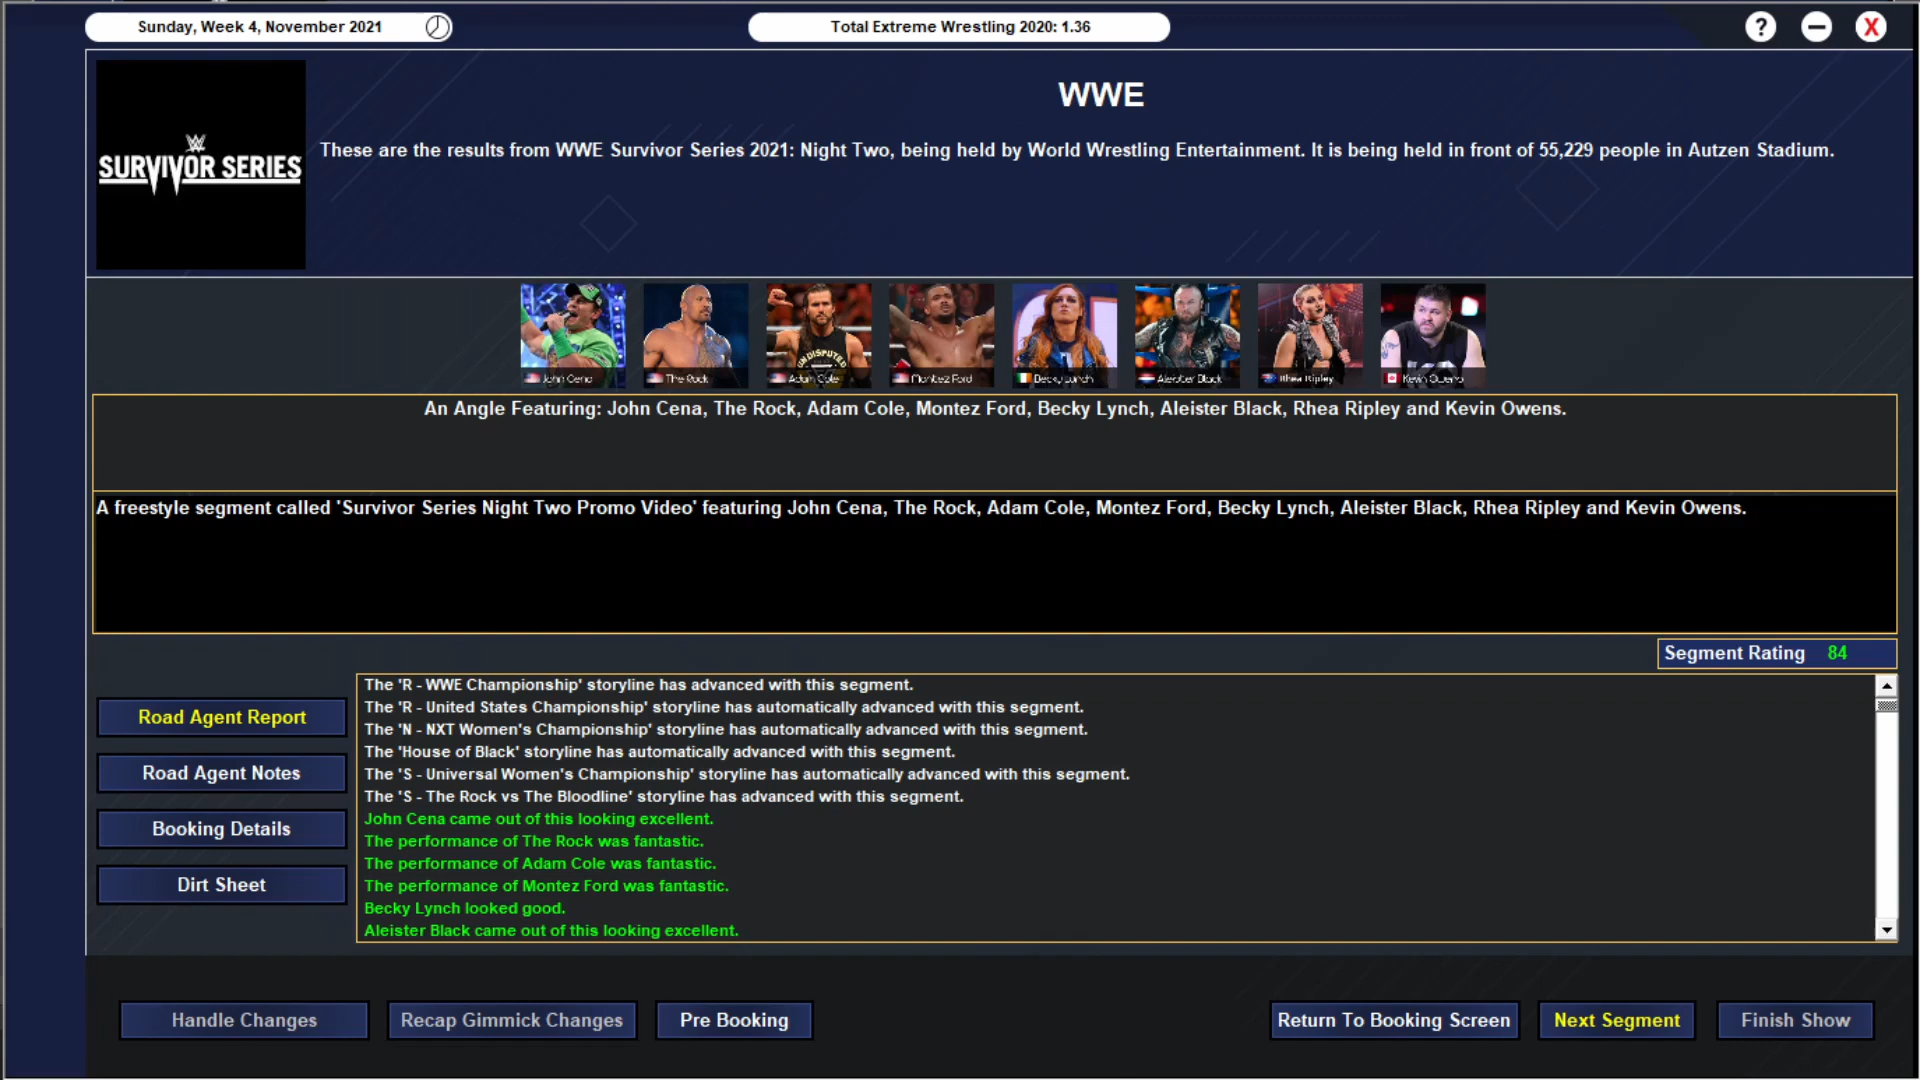 Sunday, Week 4, November 2021
Total Extreme Wrestling 2020: 1.36
?
X
WWE
W
SURVIVOR SERIES
These are the results from WWE Survivor Series 2021: Night Two, being held by World Wrestling Entertainment. It is being held in front of 55,229 people in Autzen Stadium.
UNDISPUTED
John Cena
The Rock
Adam Cole
Montez Ford
Becky Lynch
Aleister Black
Rhea Ripley
Kevin Owens
An Angle Featuring: John Cena, The Rock, Adam Cole, Montez Ford, Becky Lynch, Aleister Black, Rhea Ripley and Kevin Owens.
A freestyle segment called 'Survivor Series Night Two Promo Video' featuring John Cena, The Rock, Adam Cole, Montez Ford, Becky Lynch, Aleister Black, Rhea Ripley and Kevin Owens.
Segment Rating 84
Road Agent Report
Road Agent Notes
Booking Details
Dirt Sheet
The 'R - WWE Championship' storyline has advanced with this segment.
The 'R - United States Championship' storyline has automatically advanced with this segment.
The 'N - NXT Women's Championship' storyline has automatically advanced with this segment.
The 'House of Black' storyline has automatically advanced with this segment.
The 'S - Universal Women's Championship' storyline has automatically advanced with this segment.
The 'S - The Rock vs The Bloodline' storyline has advanced with this segment.
John Cena came out of this looking excellent.
The performance of The Rock was fantastic.
The performance of Adam Cole was fantastic.
The performance of Montez Ford was fantastic.
Becky Lynch looked good.
Aleister Black came out of this looking excellent.
Handle Changes
Recap Gimmick Changes
Pre Booking
Return To Booking Screen
Next Segment
Finish Show